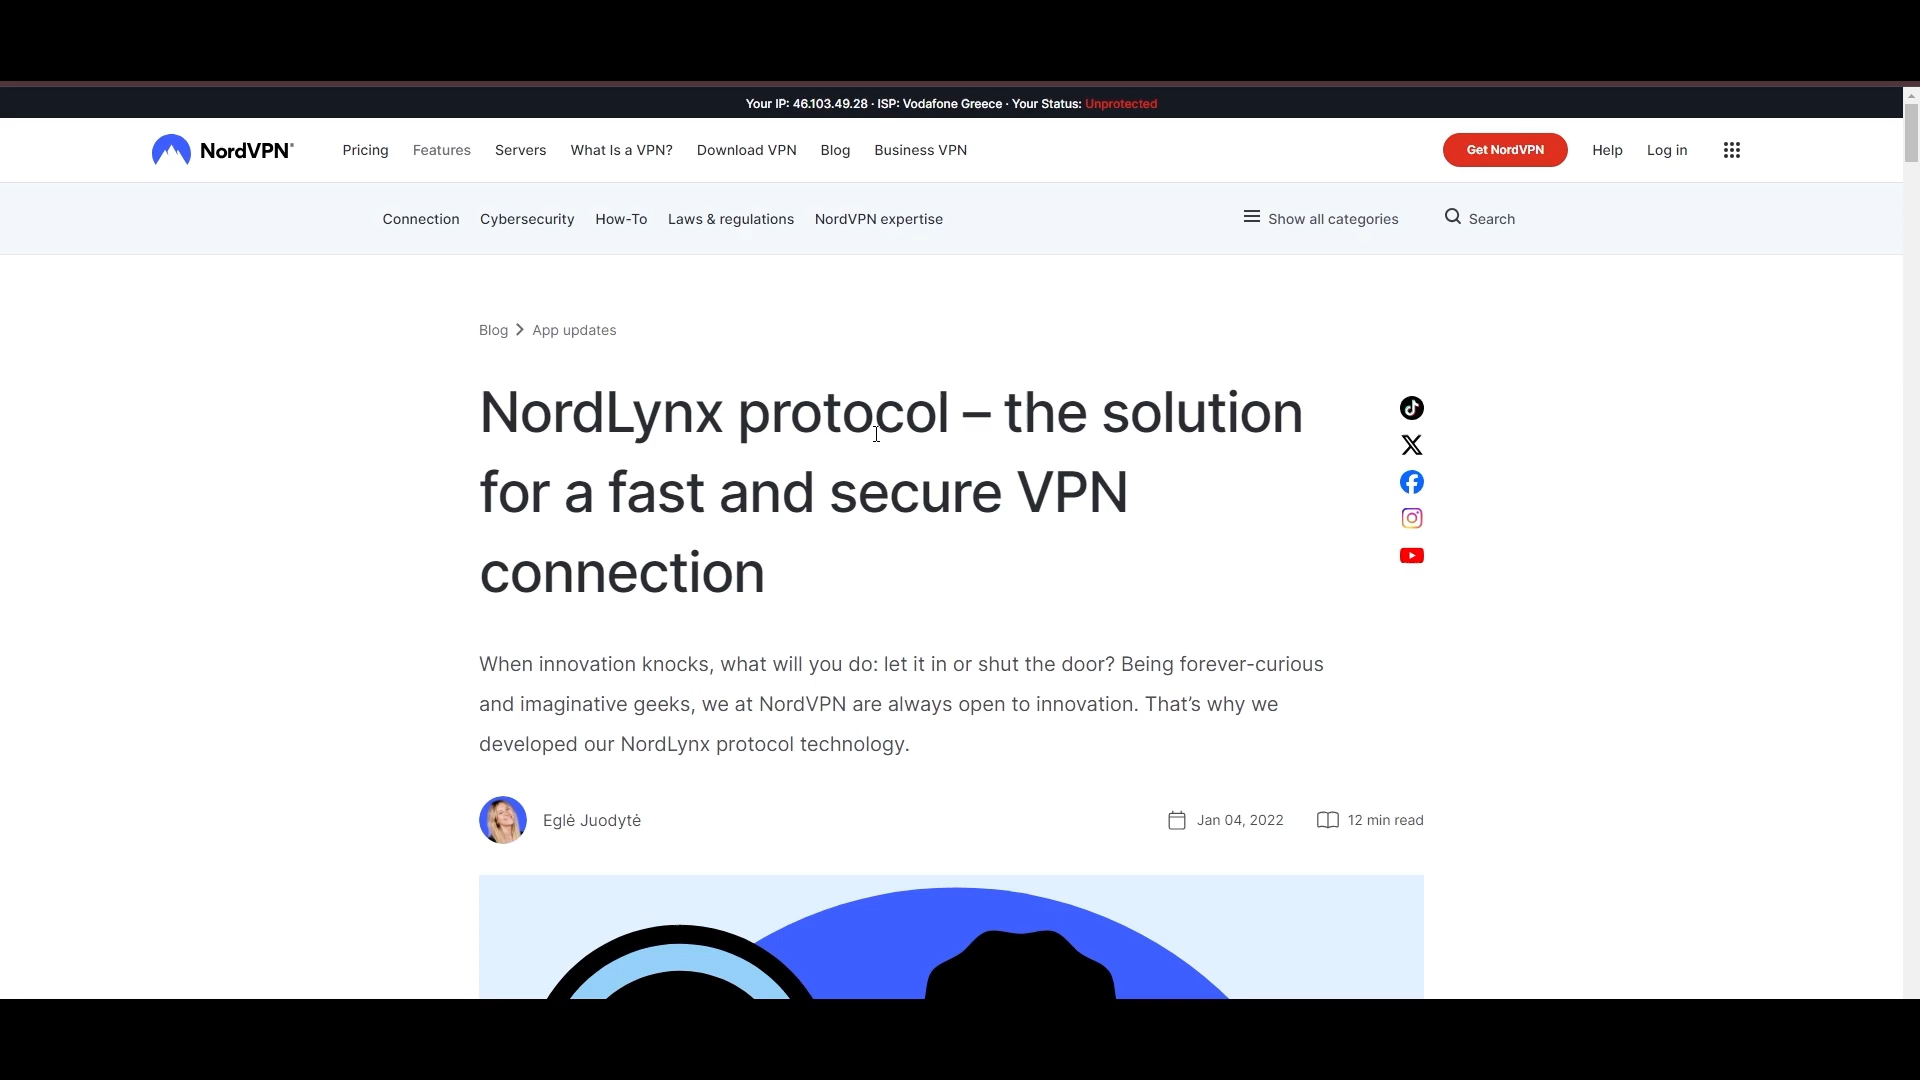 Your IP: 46.103.49.28 · ISP: Vodafone Greece · Your Status: Unprotected
NordVPN®
Pricing
Features
Servers
What Is a VPN?
Download VPN
Blog
Business VPN
Get NordVPN
Help
Log in
Connection
Cybersecurity
How-To
Laws & regulations
NordVPN expertise
Show all categories
Search
Blog
App updates
NordLynx protocol – the solution
for a fast and secure VPN
connection
When innovation knocks, what will you do: let it in or shut the door? Being forever-curious
and imaginative geeks, we at NordVPN are always open to innovation. That’s why we
developed our NordLynx protocol technology.
Eglė Juodytė
Jan 04, 2022
12 min read